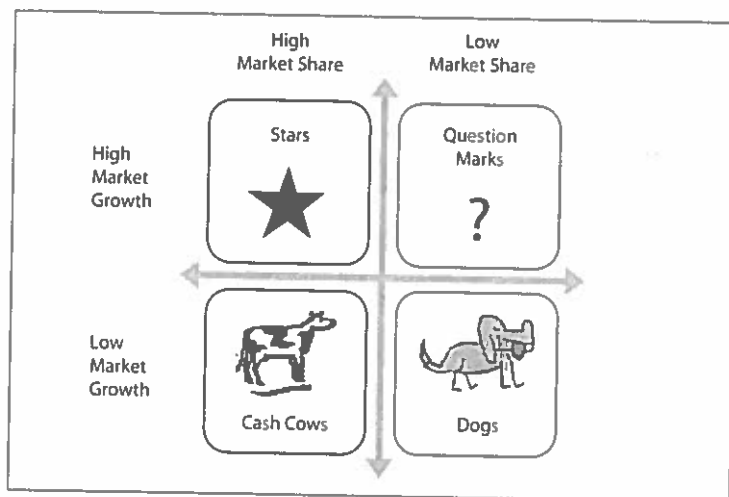 High
Market Share
Low
Market Share
High
Market
Growth
Stars
Question
Marks
?
Low
Market
Growth
Cash Cows
Dogs